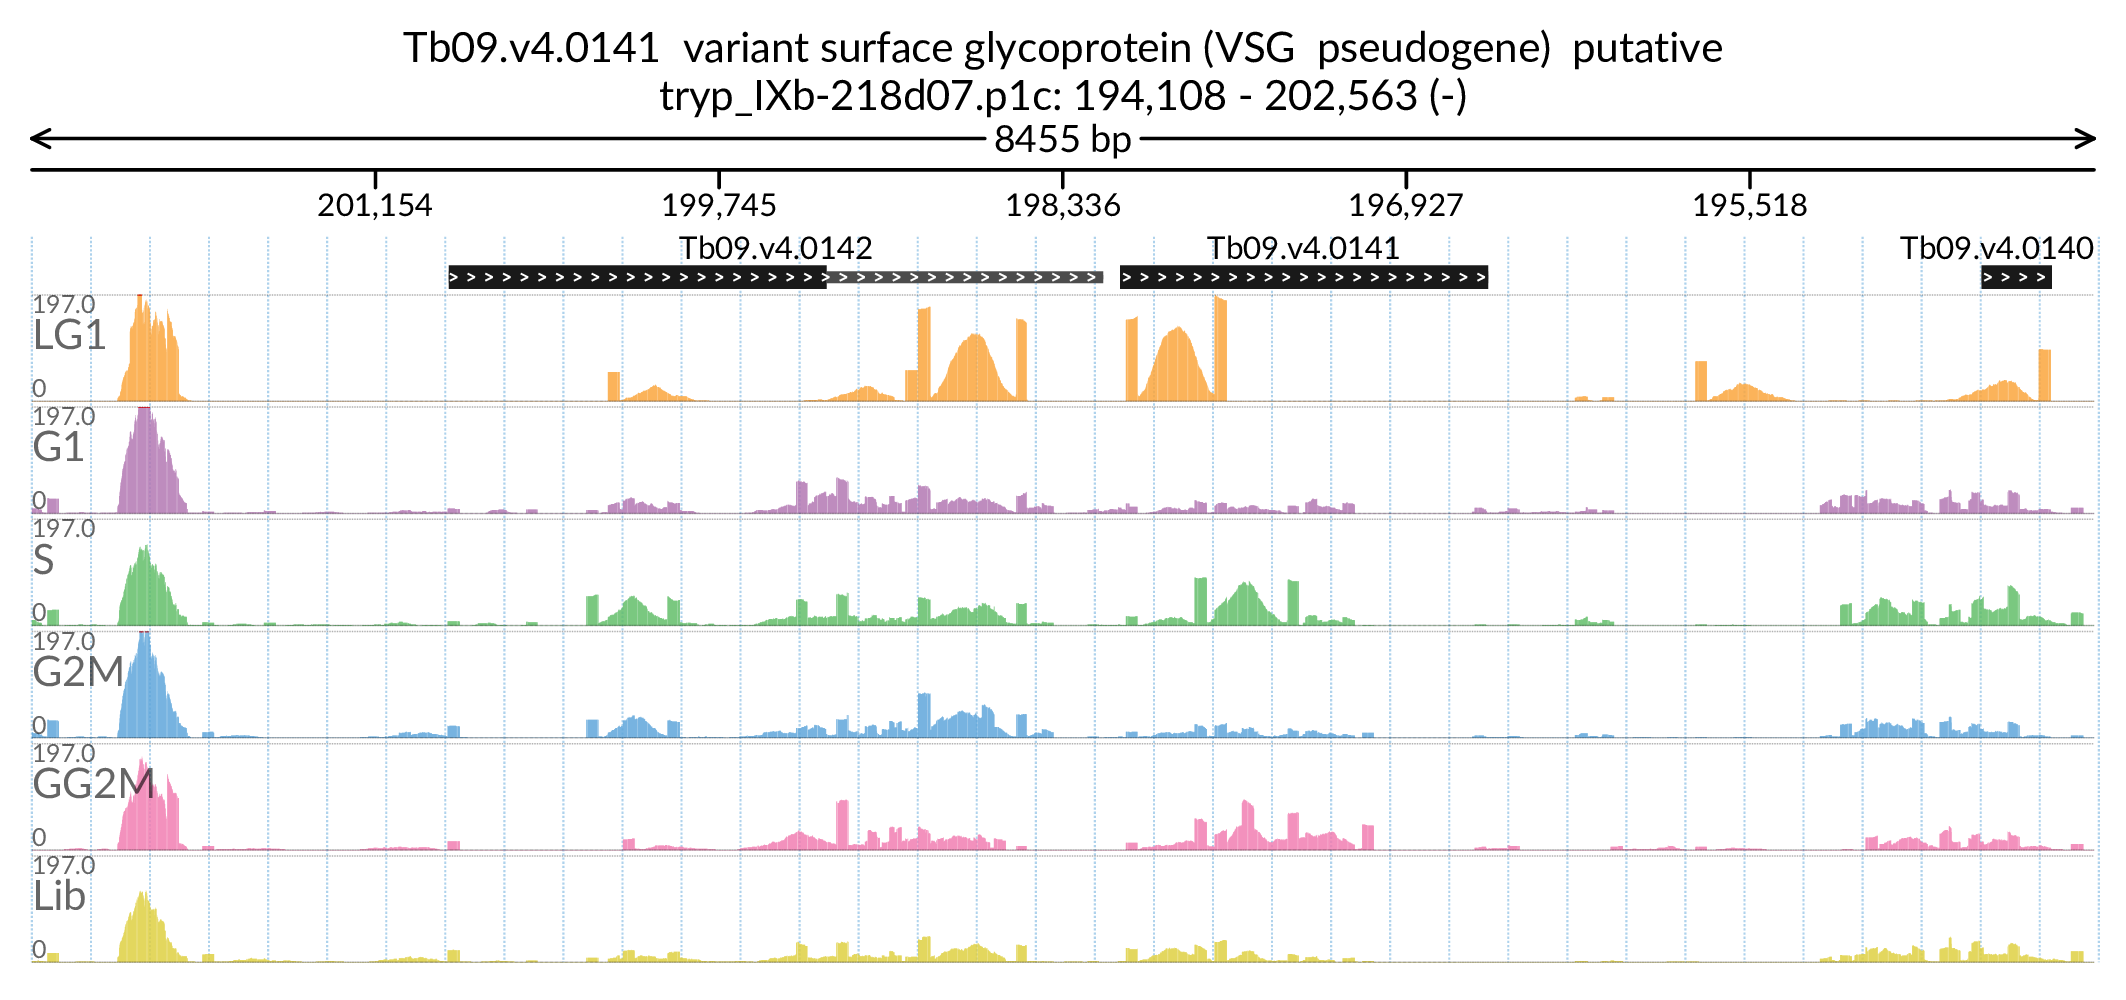 Tb09.v4.0141  variant surface glycoprotein (VSG  pseudogene)  putative
tryp_IXb-218d07.p1c: 194,108 - 202,563 (-)
8455 bp
201,154 199,745 198,336 196,927 195,518
Tb09.v4.0142 Tb09.v4.0141 Tb09.v4.0140
197.0
LG1
0
197.0
G1
0
197.0
S
0
197.0
G2M
0
197.0
GG2M
0
197.0
Lib
0